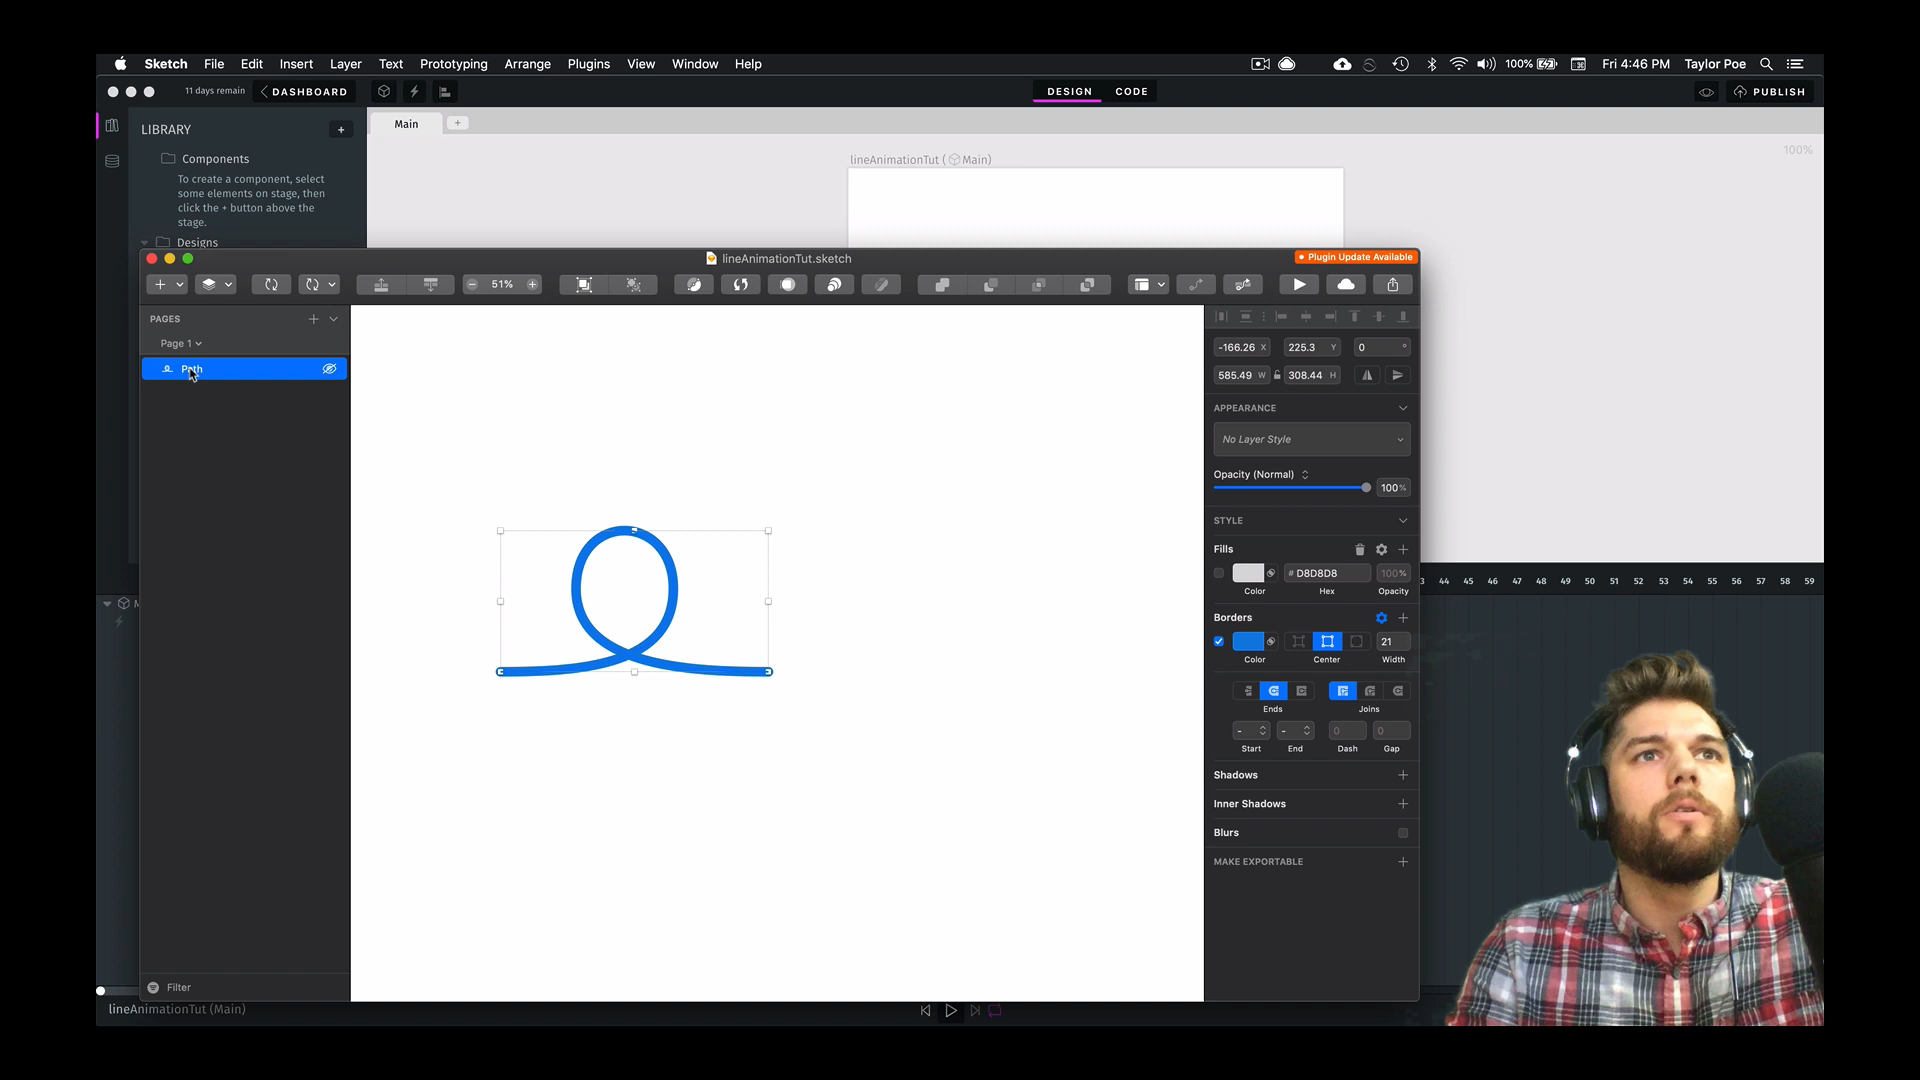 Sketch File Edit Insert Layer Text Prototyping Arrange Plugins View Window Help 100% Fri 4:46 PM Taylor Poe
11 days remain DASHBOARD DESIGN CODE PUBLISH
LIBRARY +
Main +
Components
To create a component, select
some elements on stage, then
click the + button above the
stage.
Designs
lineAnimationTut ( Main)
100%
lineAnimationTut.sketch
Plugin Update Available
51%
PAGES
Page 1
Path
-166.26 X 225.3 Y 0 °
585.49 W 308.44 H
APPEARANCE
No Layer Style
Opacity (Normal)
100%
STYLE
Fills
# D8D8D8 100%
Color Hex Opacity
Borders
21
Color Center Width
Ends Joins
- - 0 0
Start End Dash Gap
Shadows
Inner Shadows
Blurs
MAKE EXPORTABLE
3 44 45 46 47 48 49 50 51 52 53 54 55 56 57 58 59
M
Filter
lineAnimationTut (Main)